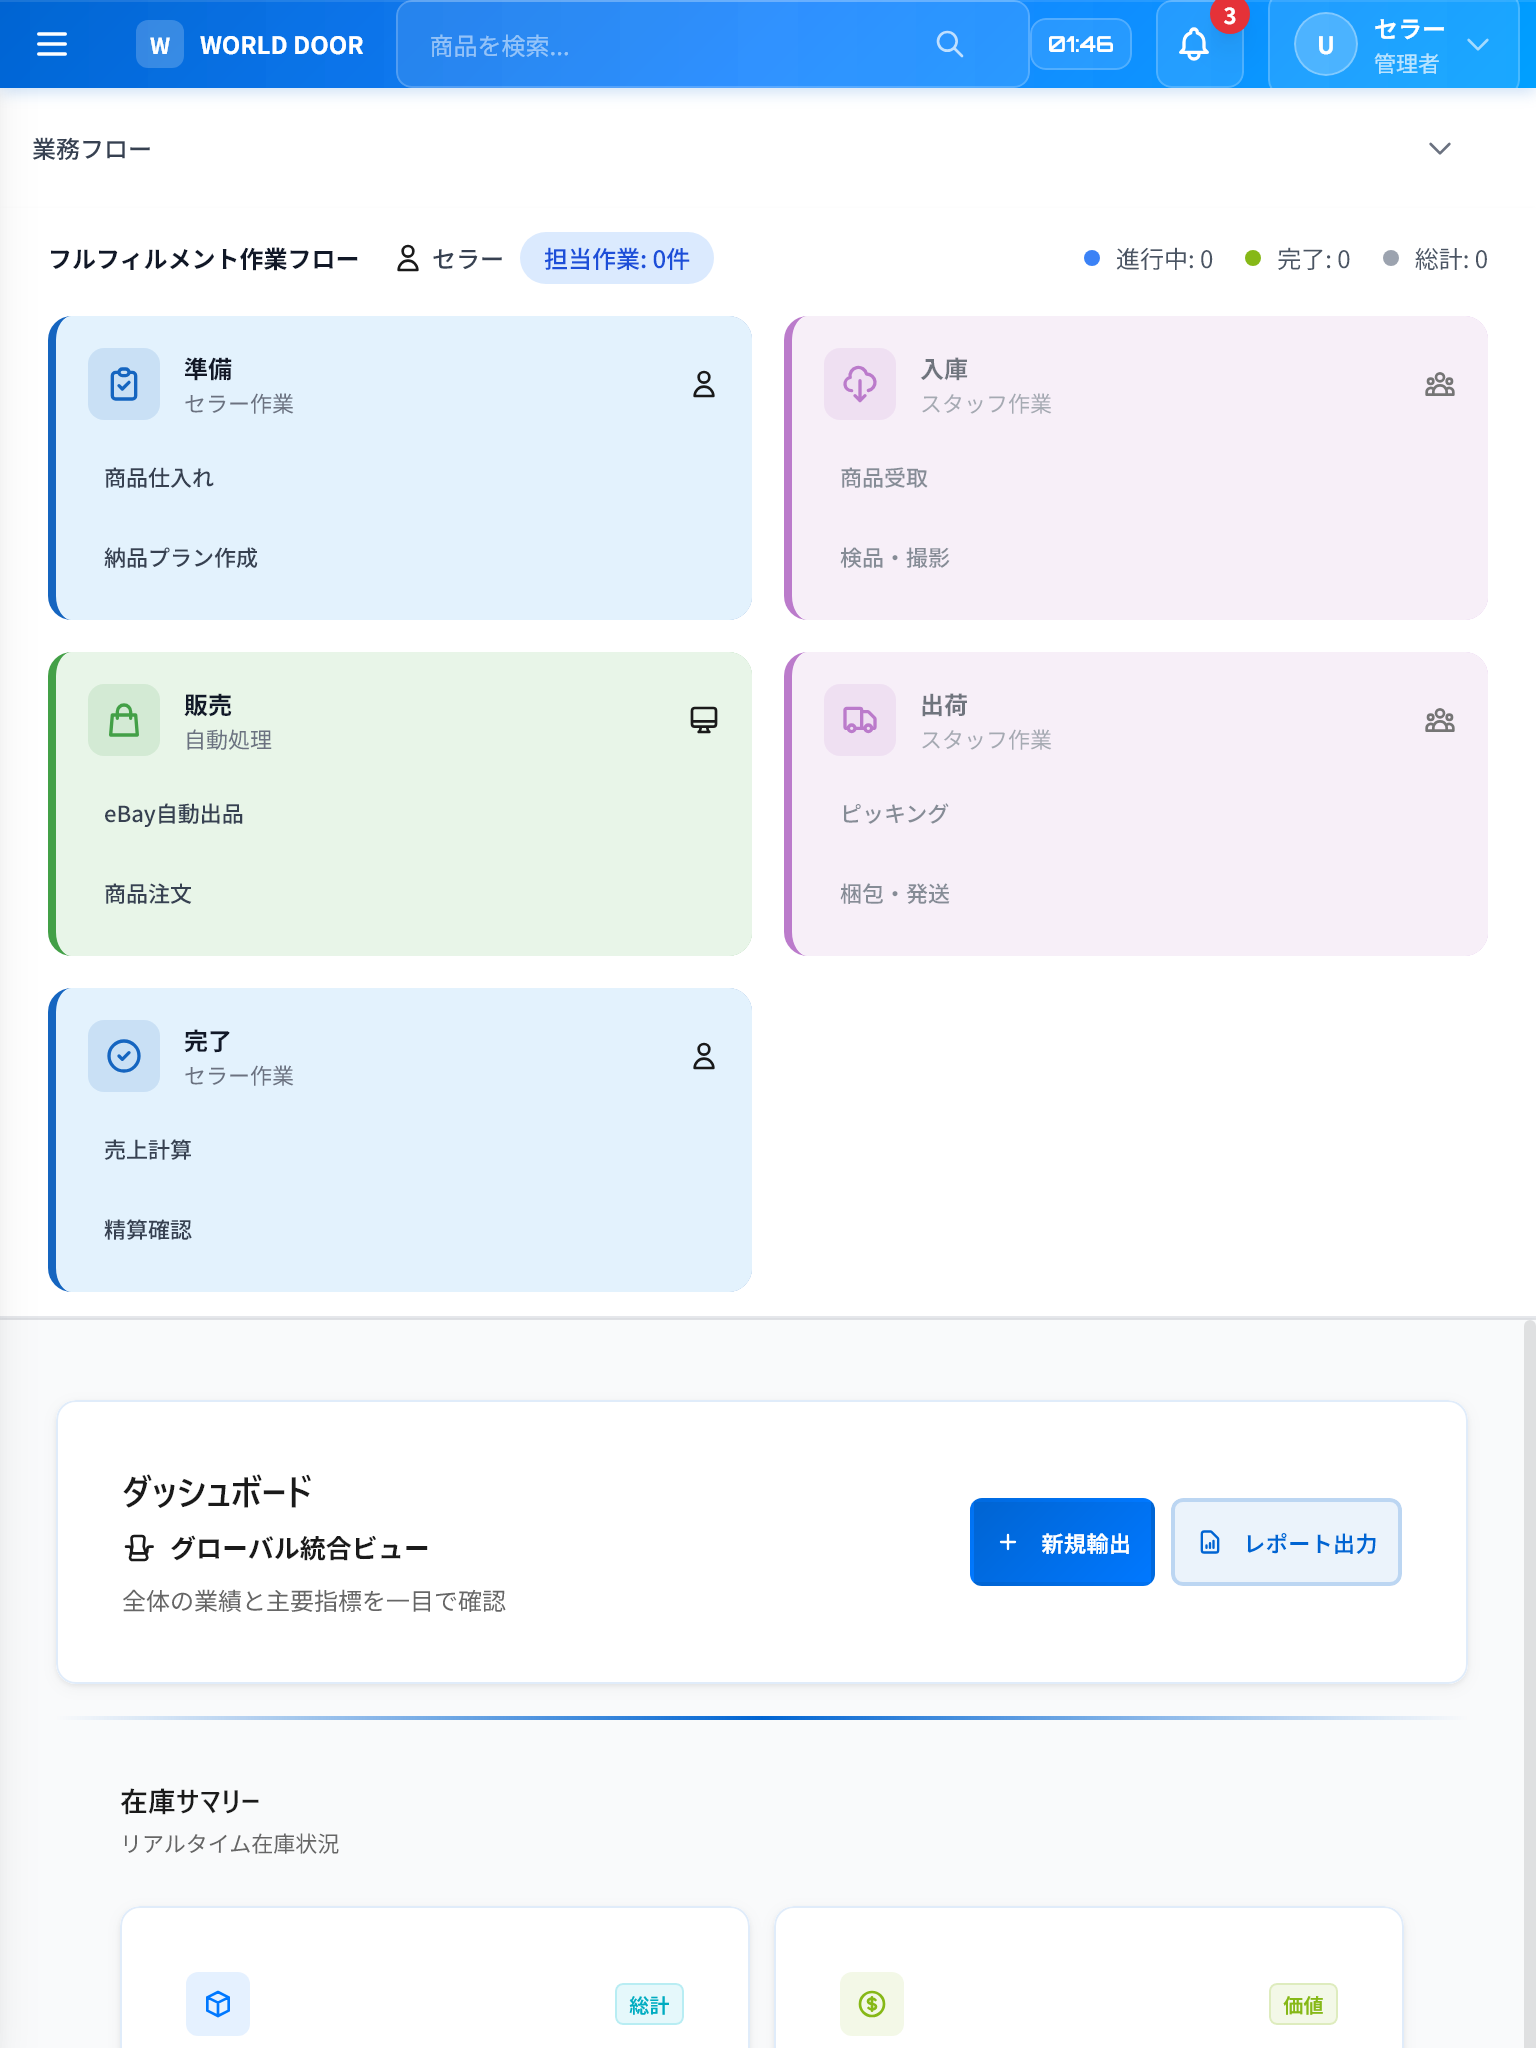 W WORLD DOOR 商品を検索... 01:46 3 U セラー
管理者
業務フロー
フルフィルメント作業フロー セラー 担当作業: 0件 進行中: 0 完了: 0 総計: 0
準備
セラー作業
商品仕入れ
納品プラン作成
入庫
スタッフ作業
商品受取
検品・撮影
販売
自動処理
eBay自動出品
商品注文
出荷
スタッフ作業
ピッキング
梱包・発送
完了
セラー作業
売上計算
精算確認
ダッシュボード
グローバル統合ビュー
全体の業績と主要指標を一目で確認
新規輸出 レポート出力
在庫サマリー
リアルタイム在庫状況
総計 価値